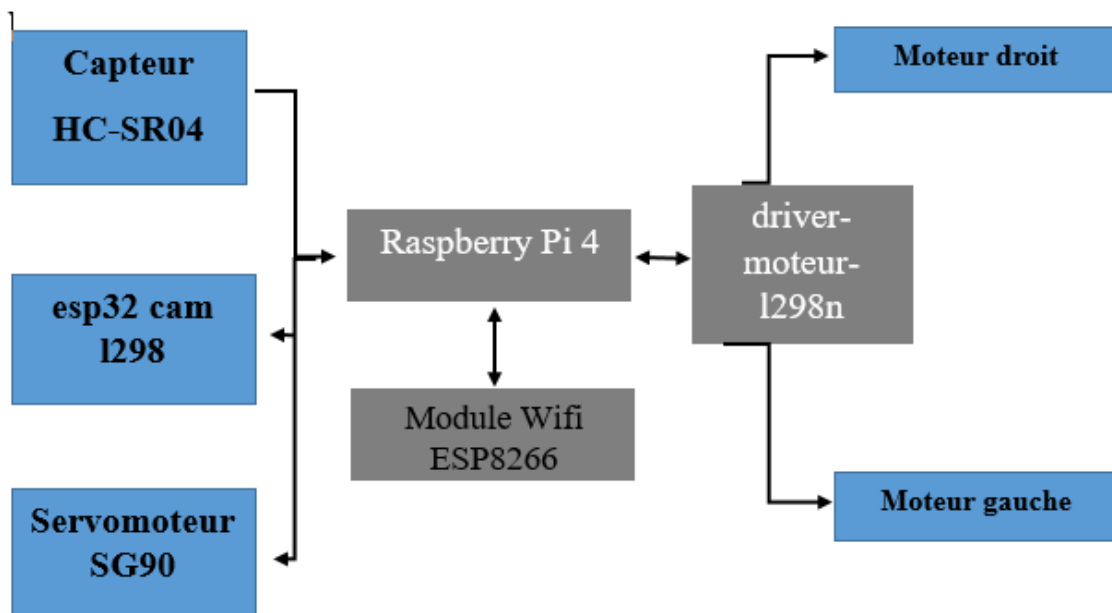 Capteur
HC-SR04
esp32 cam
l298
Servomoteur
SG90
Raspberry Pi 4
Module Wifi
ESP8266
driver-
moteur-
l298n
Moteur droit
Moteur gauche